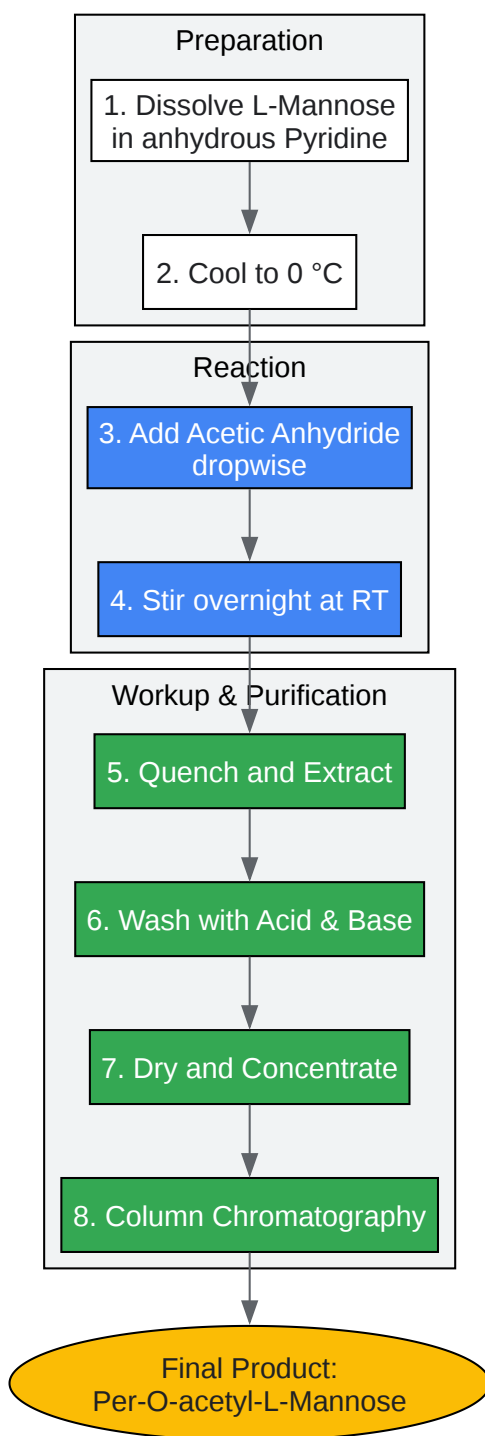 Preparation
1. Dissolve L-Mannose
in anhydrous Pyridine
2. Cool to 0 °C
Reaction
3. Add Acetic Anhydride
dropwise
4. Stir overnight at RT
Workup & Purification
5. Quench and Extract
6. Wash with Acid & Base
7. Dry and Concentrate
8. Column Chromatography
Final Product:
Per-O-acetyl-L-Mannose